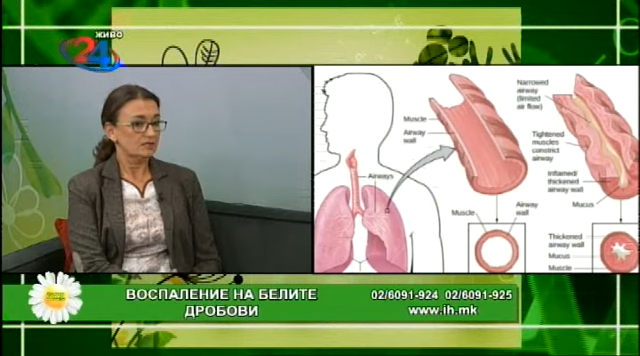 ЖИВО
24
Narrowed
airway
(limited
air flow)
Muscle
Airway
wall
Tightened
muscles
constrict
airway
Airways
Inflamed/
thickened
airway wall
Mucus
Muscle
Airway
wall
Thickened
airway wall
Mucus
Muscle
ВОСПАЛЕНИЕ НА БЕЛИТЕ
ДРОБОВИ
02/6091-924 02/6091-925
www.ih.mk